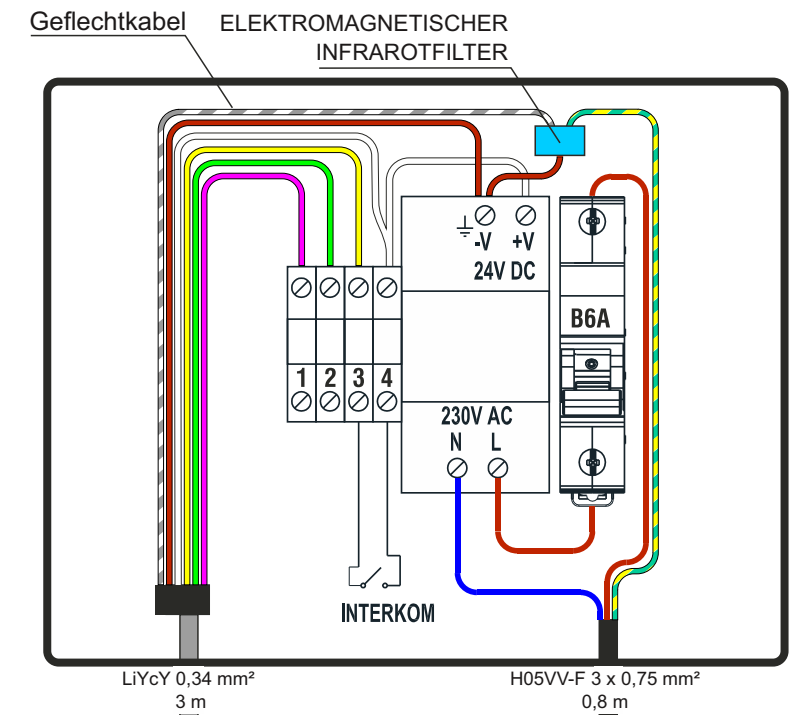 Geflechtkabel
ELEKTROMAGNETISCHER
INFRAROTFILTER
-V +V
24V DC
B6A
1 2 3 4
230V AC
N L
INTERKOM
LiYcY 0,34 mm²
3 m
H05VV-F 3 x 0,75 mm²
0,8 m